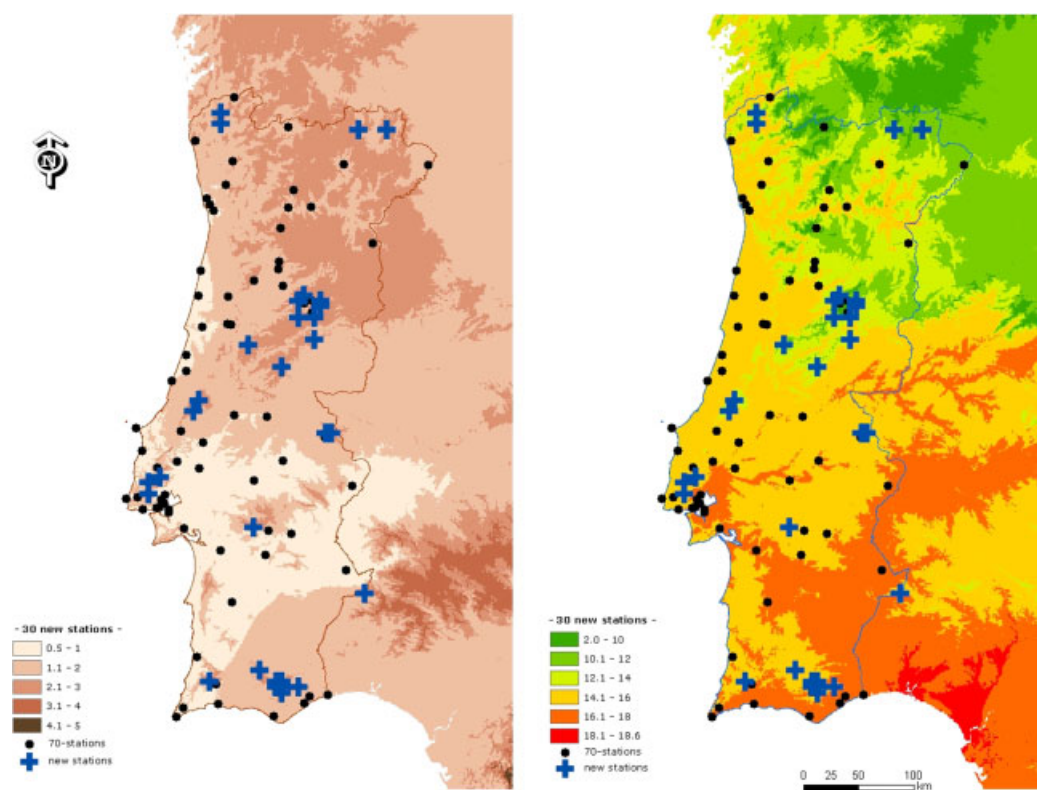 N
- 30 new stations -
0.5 - 1
1.1 - 2
2.1 - 3
3.1 - 4
4.1 - 5
70-stations
new stations
- 30 new stations -
2.0 - 10
10.1 - 12
12.1 - 14
14.1 - 16
16.1 - 18
18.1 - 18.6
70-stations
new stations
0 25 50 100
km